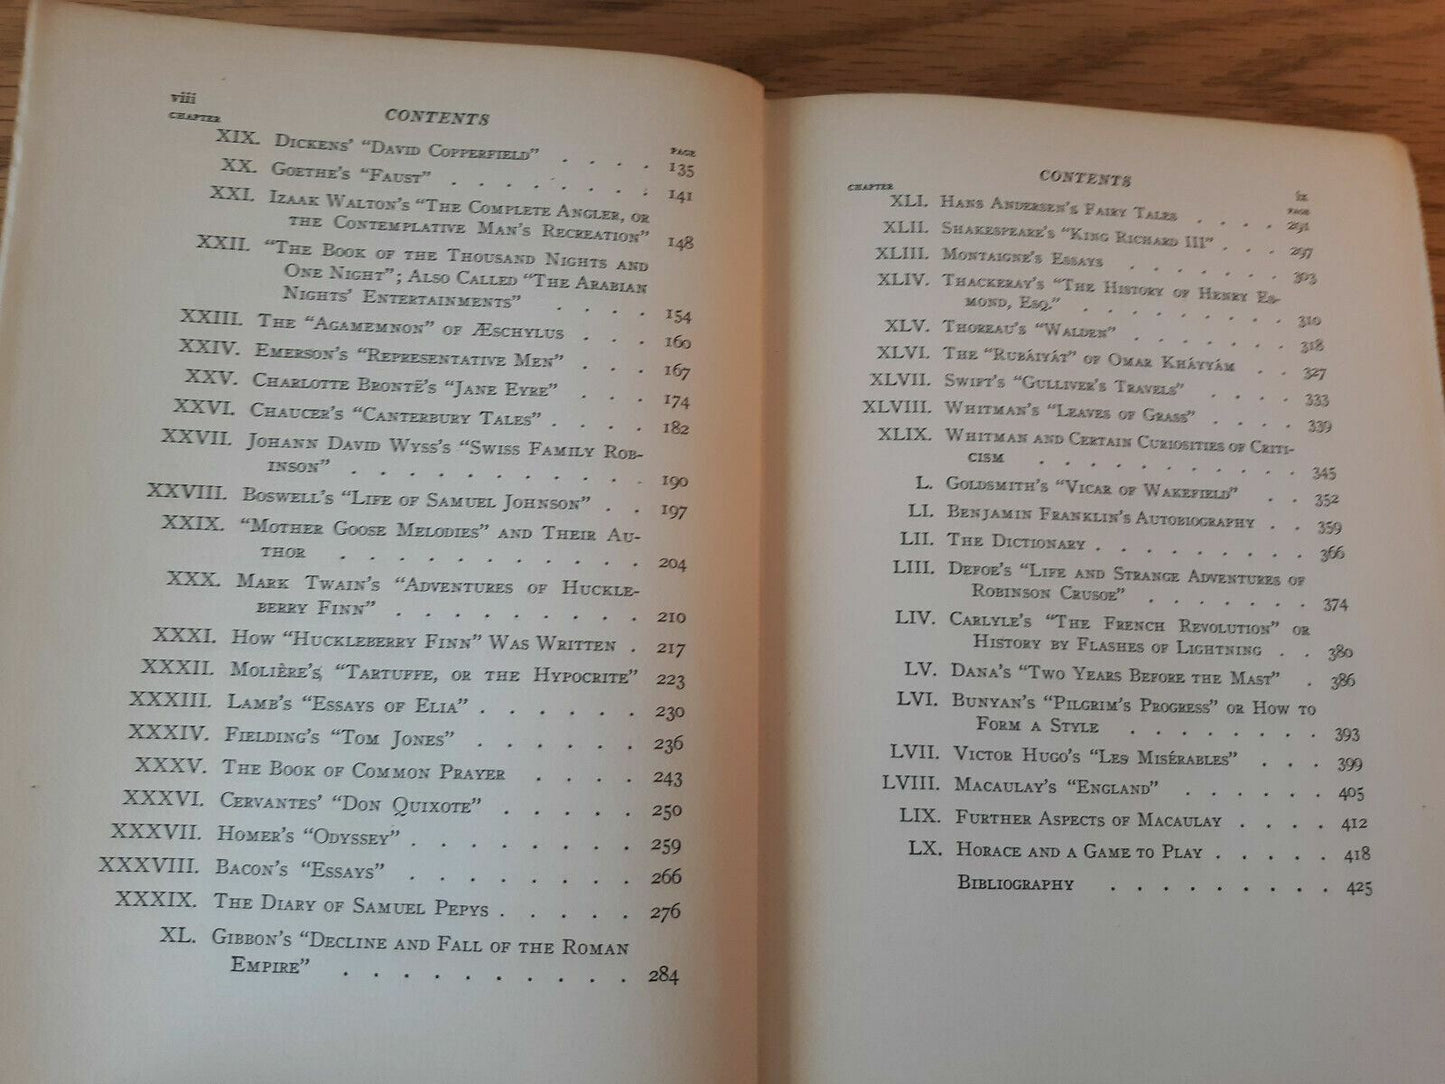 viii
CONTENTS
CHAPTER
PAGE
XIX. Dickens' “David Copperfield” . . . . 135
XX. Goethe's “Faust” . . . . . . . . 141
XXI. Izaak Walton's “The Complete Angler, or
the Contemplative Man's Recreation” 148
XXII. “The Book of the Thousand Nights and
One Night”; Also Called “The Arabian
Nights' Entertainments” . . . . 154
XXIII. The “Agamemnon” of Æschylus . . . 160
XXIV. Emerson's “Representative Men” . . . 167
XXV. Charlotte Brontë's “Jane Eyre” . . . 174
XXVI. Chaucer's “Canterbury Tales” . . . . 182
XXVII. Johann David Wyss's “Swiss Family Rob-
inson” . . . . . . . . . . 190
XXVIII. Boswell's “Life of Samuel Johnson” . . 197
XXIX. “Mother Goose Melodies” and Their Au-
thor . . . . . . . . . . . 204
XXX. Mark Twain's “Adventures of Huckle-
berry Finn” . . . . . . . . . 210
XXXI. How “Huckleberry Finn” Was Written . 217
XXXII. Molière's, “Tartuffe, or the Hypocrite” 223
XXXIII. Lamb's “Essays of Elia” . . . . . . 230
XXXIV. Fielding's “Tom Jones” . . . . . . 236
XXXV. The Book of Common Prayer . . . . 243
XXXVI. Cervantes' “Don Quixote” . . . . . 250
XXXVII. Homer's “Odyssey” . . . . . . . . 259
XXXVIII. Bacon's “Essays” . . . . . . . . 266
XXXIX. The Diary of Samuel Pepys . . . . . 276
XL. Gibbon's “Decline and Fall of the Roman
Empire” . . . . . . . . . . 284
CONTENTS
ix
CHAPTER
PAGE
XLI. Hans Andersen's Fairy Tales . . . . 291
XLII. Shakespeare's “King Richard III” . . . 297
XLIII. Montaigne's Essays . . . . . . . 303
XLIV. Thackeray's “The History of Henry Es-
mond, Esq.” . . . . . . . . . 310
XLV. Thoreau's “Walden” . . . . . . . 318
XLVI. The “Rubáiyát” of Omar Kháyyám . . 327
XLVII. Swift's “Gulliver's Travels” . . . . . 333
XLVIII. Whitman's “Leaves of Grass” . . . . 339
XLIX. Whitman and Certain Curiosities of Criti-
cism . . . . . . . . . . . 345
L. Goldsmith's “Vicar of Wakefield” . . 352
LI. Benjamin Franklin's Autobiography . . 359
LII. The Dictionary . . . . . . . . . 366
LIII. Defoe's “Life and Strange Adventures of
Robinson Crusoe” . . . . . . . 374
LIV. Carlyle's “The French Revolution” or
History by Flashes of Lightning . . 380
LV. Dana's “Two Years Before the Mast” . 386
LVI. Bunyan's “Pilgrim's Progress” or How to
Form a Style . . . . . . . . 393
LVII. Victor Hugo's “Les Misérables” . . . 399
LVIII. Macaulay's “England” . . . . . . 405
LIX. Further Aspects of Macaulay . . . . 412
LX. Horace and a Game to Play . . . . . 418
Bibliography . . . . . . . . . 425